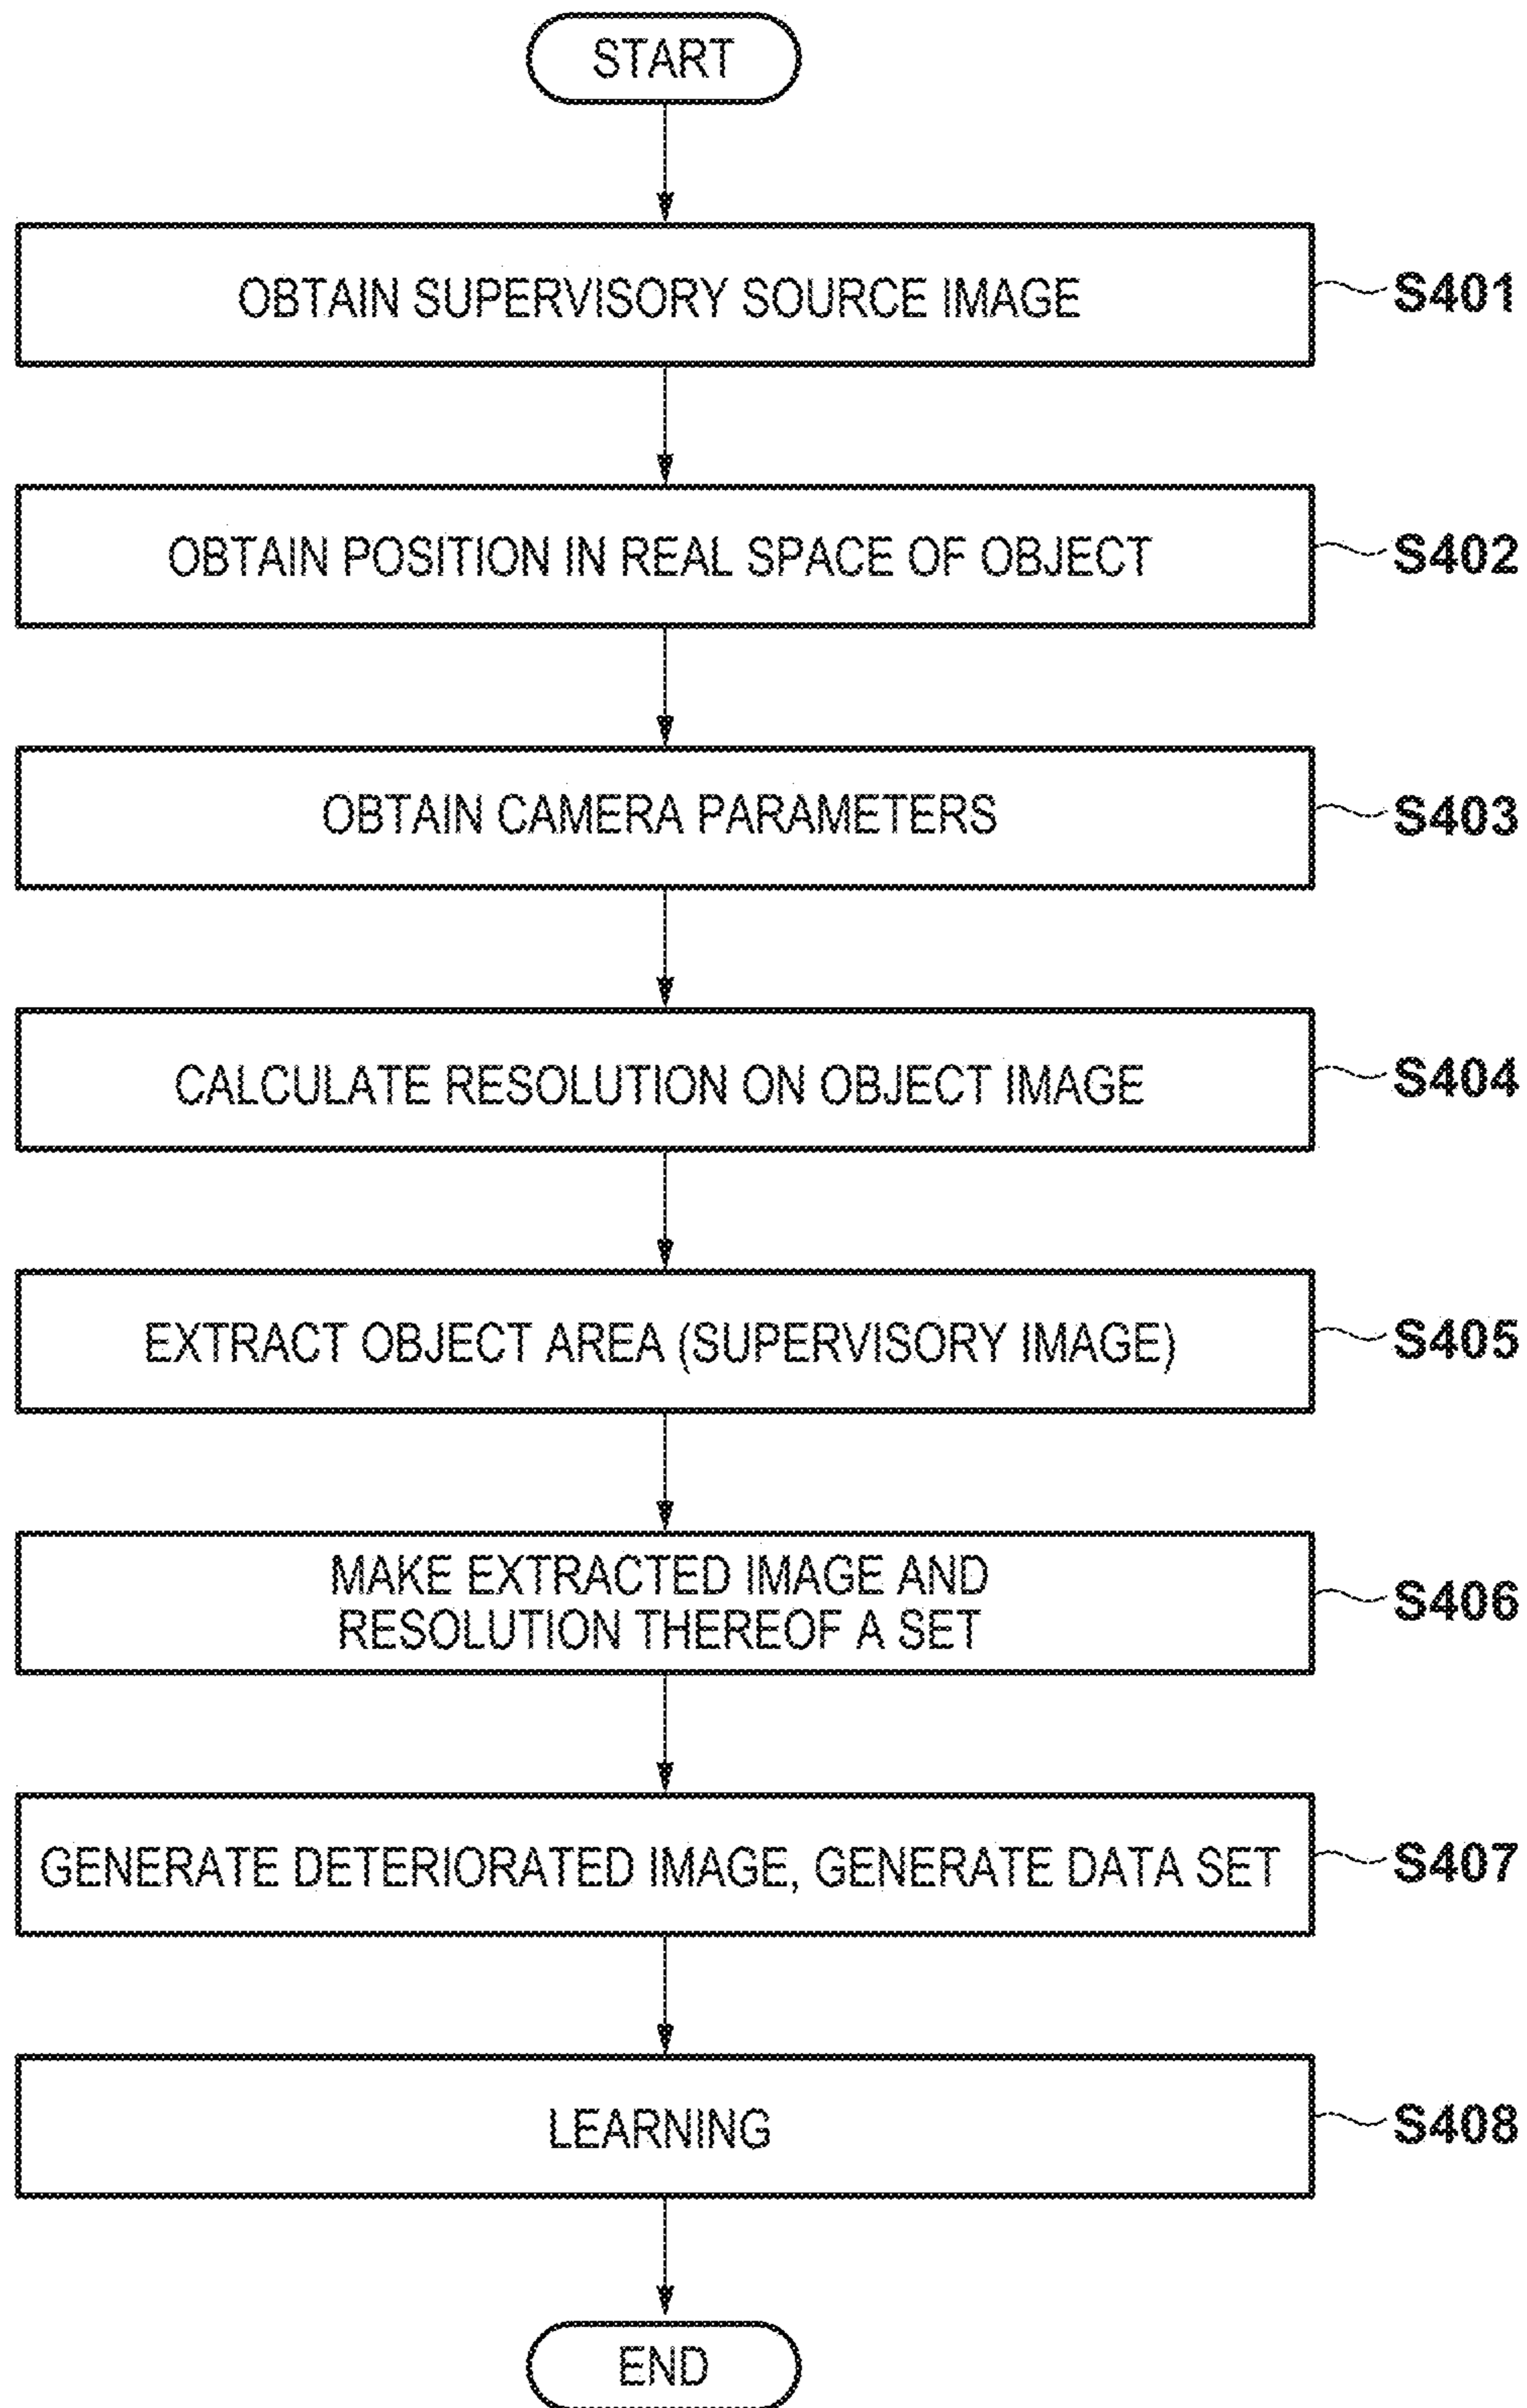 START
OBTAIN SUPERVISORY SOURCE IMAGE
S401
OBTAIN POSITION IN REAL SPACE OF OBJECT
S402
OBTAIN CAMERA PARAMETERS
S403
CALCULATE RESOLUTION ON OBJECT IMAGE
S404
EXTRACT OBJECT AREA (SUPERVISORY IMAGE)
S405
MAKE EXTRACTED IMAGE AND
RESOLUTION THEREOF A SET
S406
GENERATE DETERIORATED IMAGE, GENERATE DATA SET
S407
LEARNING
S408
END